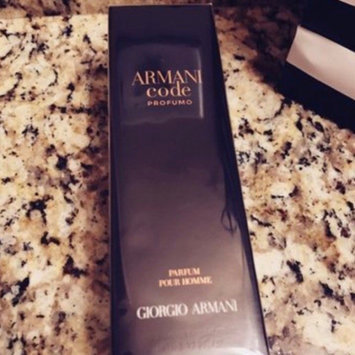 ARMANI
code
PROFUMO
PARFUM
POUR HOMME
GIORGIO ARMANI